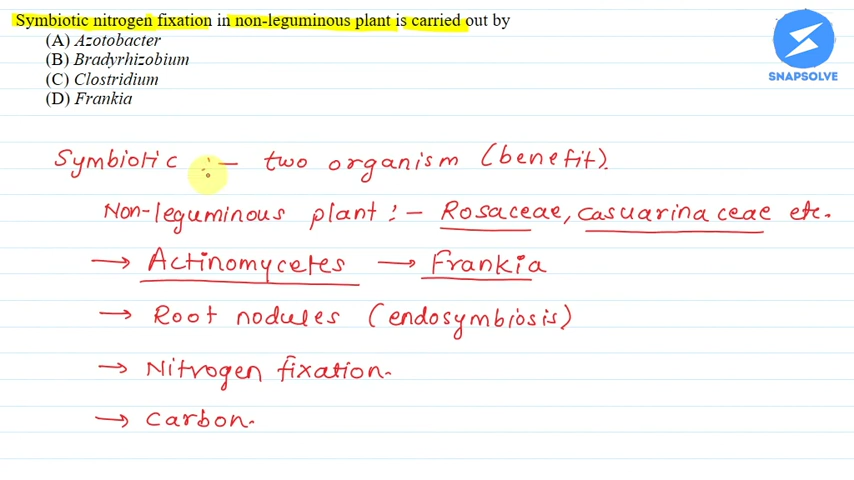 Symbiotic nitrogen fixation in non-leguminous plant is carried out by
(A) Azotobacter
(B) Bradyrhizobium
(C) Clostridium
(D) Frankia
SNAPSOLVE
Symbiotic :- two organism (benefit).
Non-leguminous plant :- Rosaceae, casuarinaceae etc.
→ Actinomycetes → Frankia
→ Root nodules (endosymbiosis)
→ Nitrogen fixation.
→ Carbon.